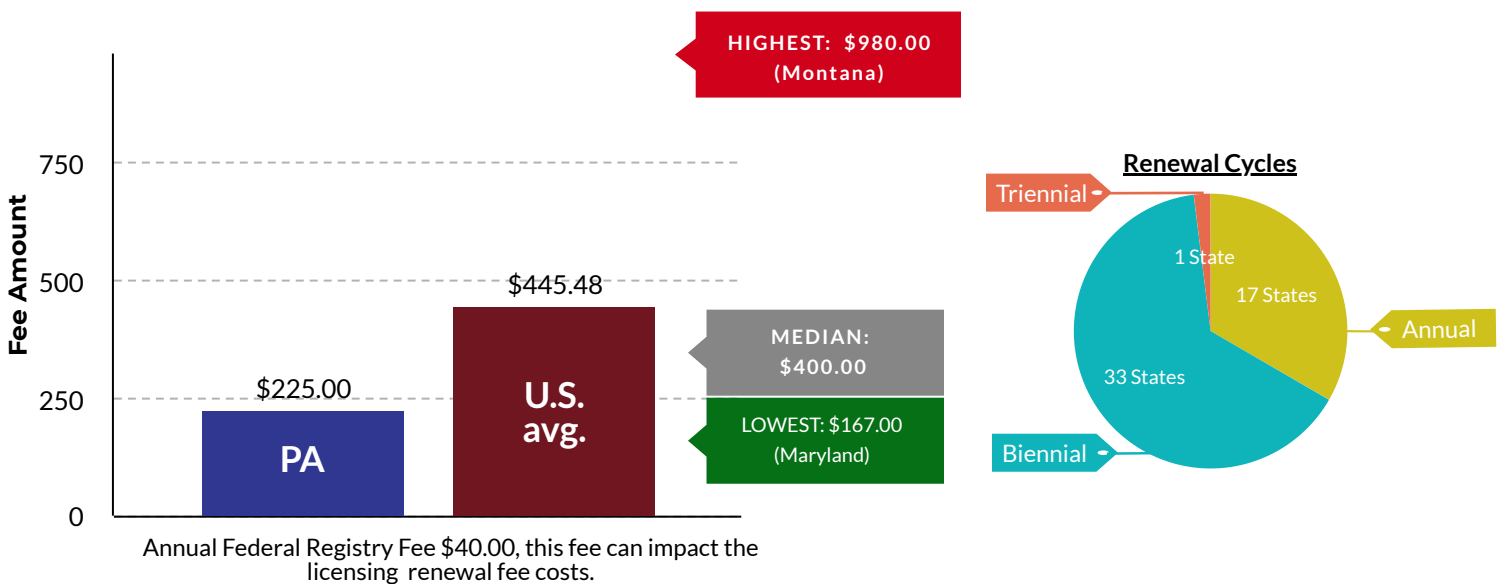 HIGHEST: $980.00
(Montana)
Fee Amount
750
500
250
0
$225.00
PA
$445.48
U.S.
avg.
MEDIAN:
$400.00
LOWEST: $167.00
(Maryland)
Annual Federal Registry Fee $40.00, this fee can impact the
licensing renewal fee costs.
Renewal Cycles
Triennial
1 State
17 States
Annual
33 States
Biennial